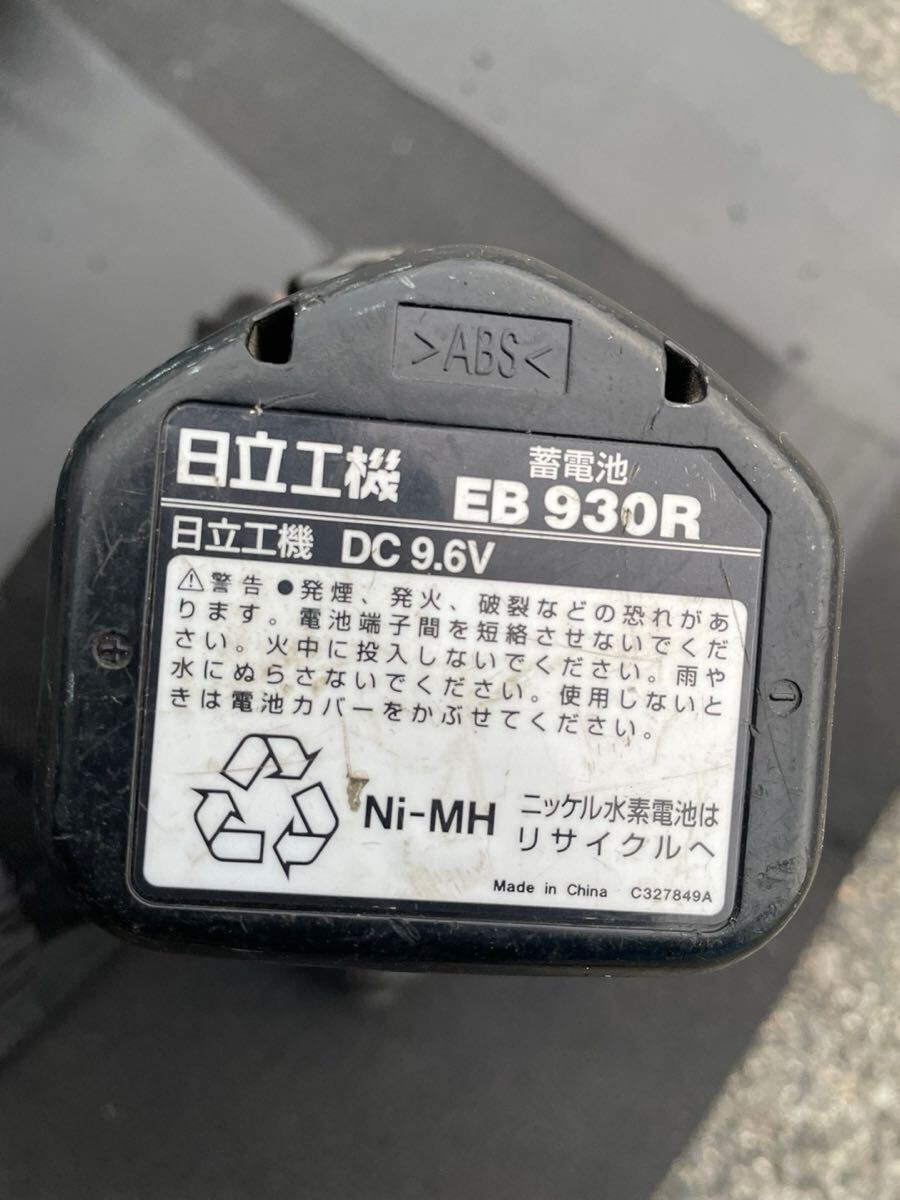 >ABS<
日立工機 蓄電池
EB 930R
日立工機 DC 9.6V
⚠警告 ●発煙、発火、破裂などの恐れがあ
ります。電池端子間を短絡させないでくだ
さい。火中に投入しないでください。雨や
水にぬらさないでください。使用しないと
きは電池カバーをかぶせてください。
Ni-MH ニッケル水素電池は
リサイクルへ
Made in China C327849A